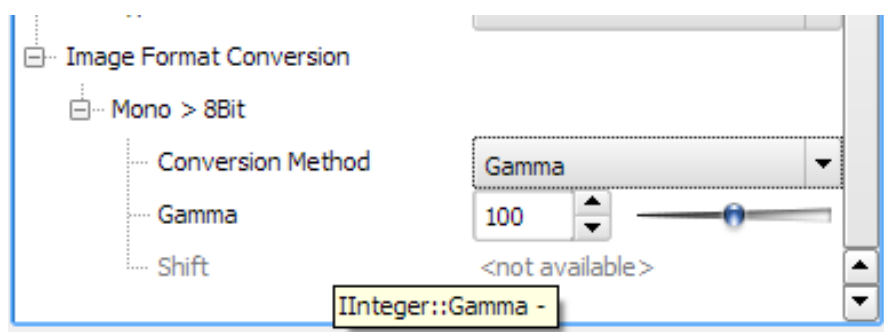 Image Format Conversion
Mono > 8Bit
Conversion Method Gamma
Gamma 100
Shift <not available>
IInteger::Gamma -